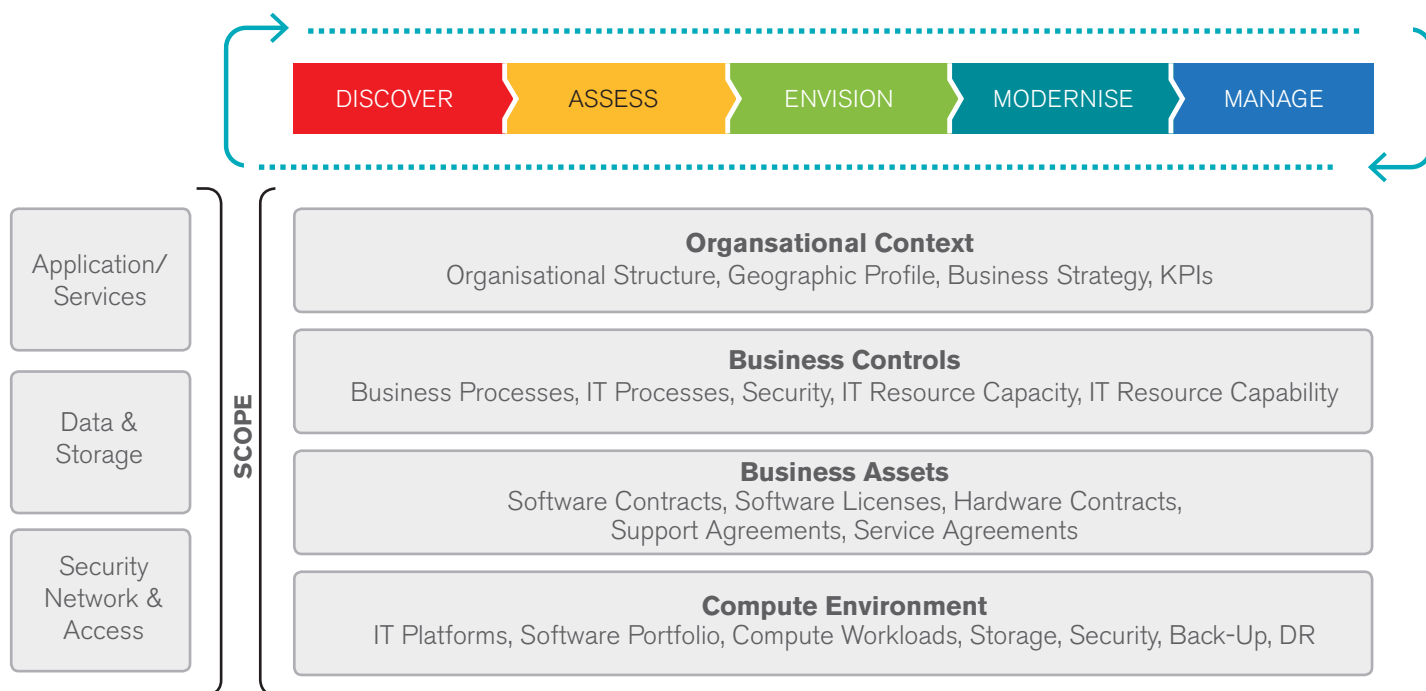 DISCOVER
ASSESS
ENVISION
MODERNISE
MANAGE
Application/
Services
Data &
Storage
Security
Network &
Access
SCOPE
Organsational Context
Organisational Structure, Geographic Profile, Business Strategy, KPIs
Business Controls
Business Processes, IT Processes, Security, IT Resource Capacity, IT Resource Capability
Business Assets
Software Contracts, Software Licenses, Hardware Contracts,
Support Agreements, Service Agreements
Compute Environment
IT Platforms, Software Portfolio, Compute Workloads, Storage, Security, Back-Up, DR